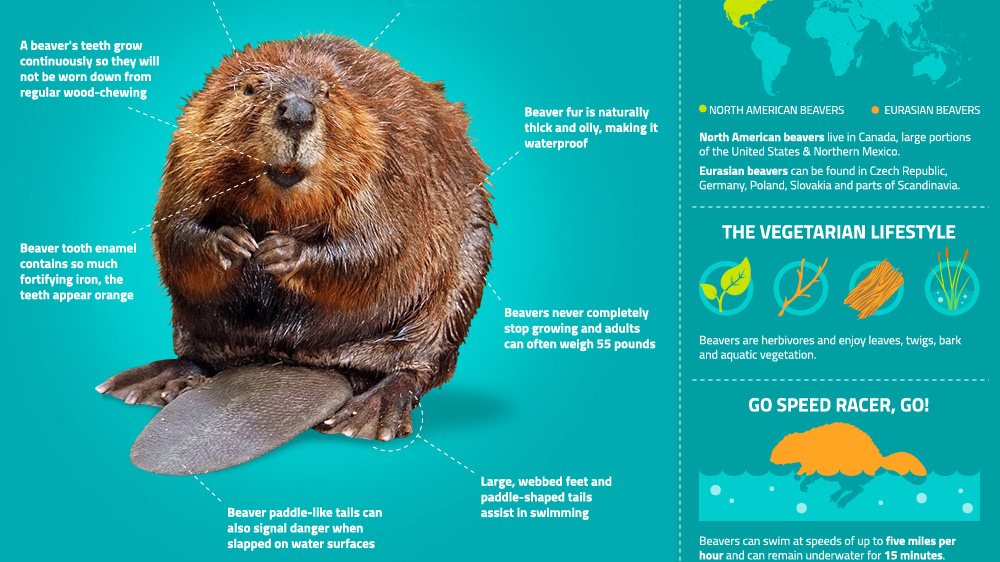 A beaver's teeth grow
continuously so they will
not be worn down from
regular wood-chewing
Beaver fur is naturally
thick and oily, making it
waterproof
Beaver tooth enamel
contains so much
fortifying iron, the
teeth appear orange
Beavers never completely
stop growing and adults
can often weigh 55 pounds
Large, webbed feet and
paddle-shaped tails
assist in swimming
Beaver paddle-like tails can
also signal danger when
slapped on water surfaces
NORTH AMERICAN BEAVERS
EURASIAN BEAVERS
North American beavers live in Canada, large portions
of the United States & Northern Mexico.
Eurasian beavers can be found in Czech Republic,
Germany, Poland, Slovakia and parts of Scandinavia.
THE VEGETARIAN LIFESTYLE
Beavers are herbivores and enjoy leaves, twigs, bark
and aquatic vegetation.
GO SPEED RACER, GO!
Beavers can swim at speeds of up to five miles per
hour and can remain underwater for 15 minutes.